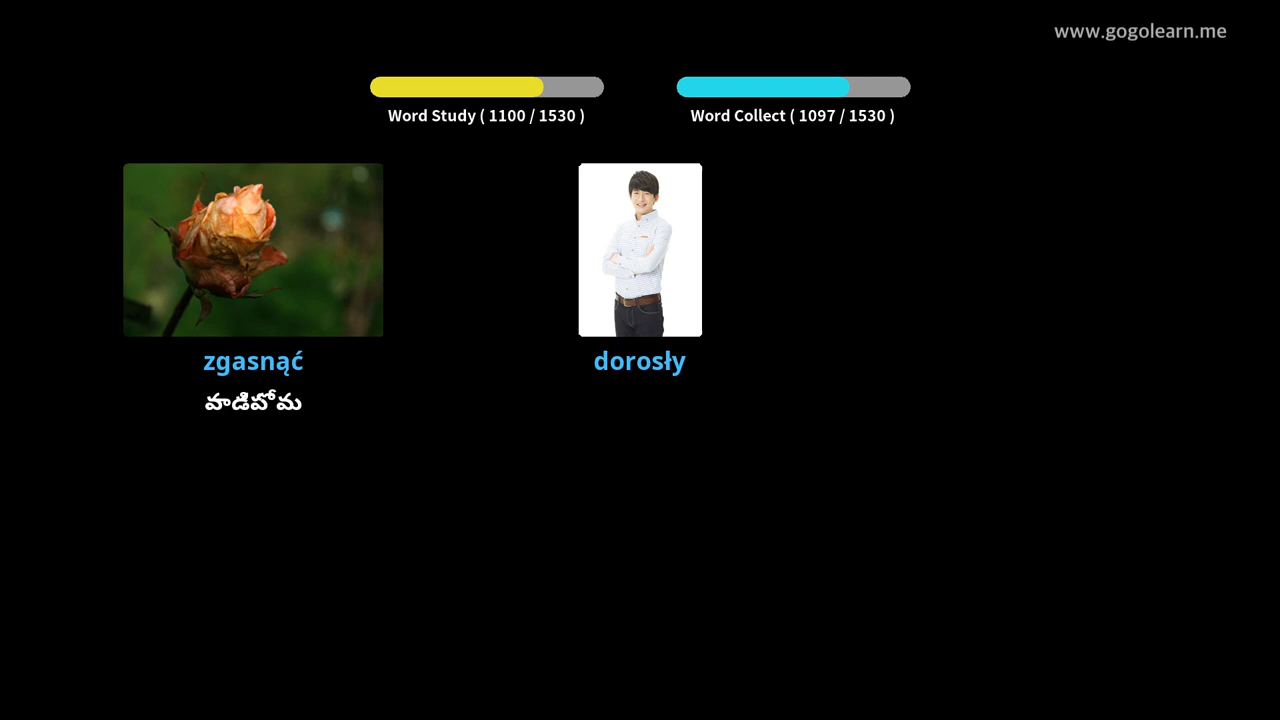 www.gogolearn.me
Word Study ( 1100 / 1530 )
Word Collect ( 1097 / 1530 )
zgasnąć
dorosły
వాడిపోమ